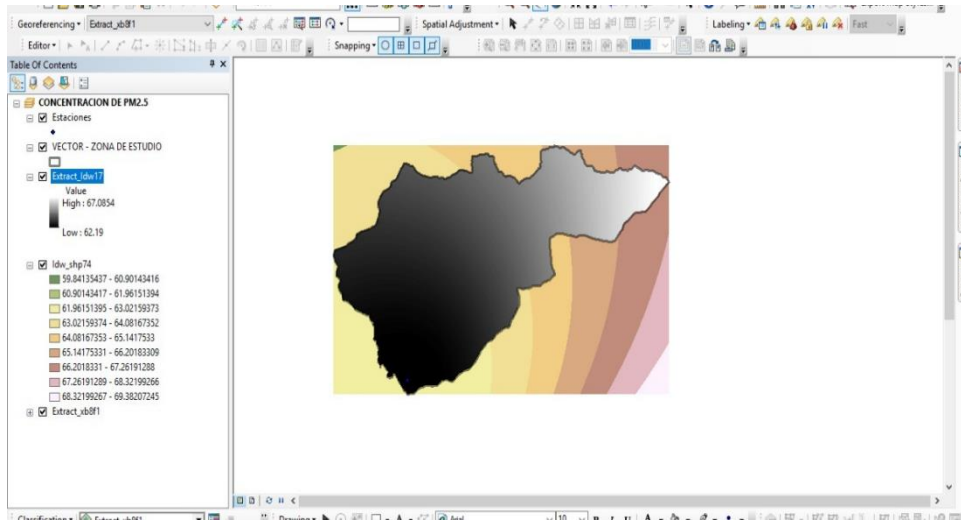 Georeferencing Extract_xb8f1 Spatial Adjustment Labeling Fast
Editor Snapping
Table Of Contents
CONCENTRACION DE PM2.5
Estaciones
VECTOR - ZONA DE ESTUDIO
Extract_Idw17
Value
High : 67.0854
Low : 62.19
Idw_shp74
59.84135437 - 60.90143416
60.90143417 - 61.96151394
61.96151395 - 63.02159373
63.02159374 - 64.08167352
64.08167353 - 65.1417533
65.14175331 - 66.20183309
66.2018331 - 67.26191288
67.26191289 - 68.32199266
68.32199267 - 69.38207245
Extract_xb8f1
Classification Extract_xb8f1 Drawing A Arial 10 B I U A